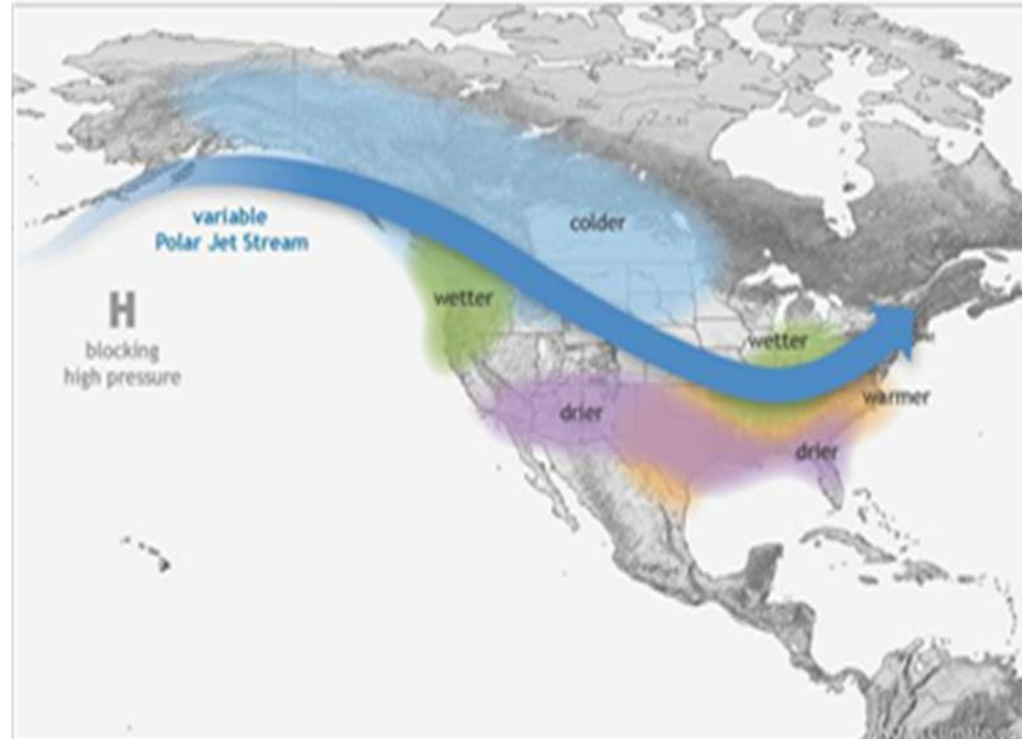 variable
Polar Jet Stream
colder
H
blocking
high pressure
wetter
wetter
warmer
drier
drier